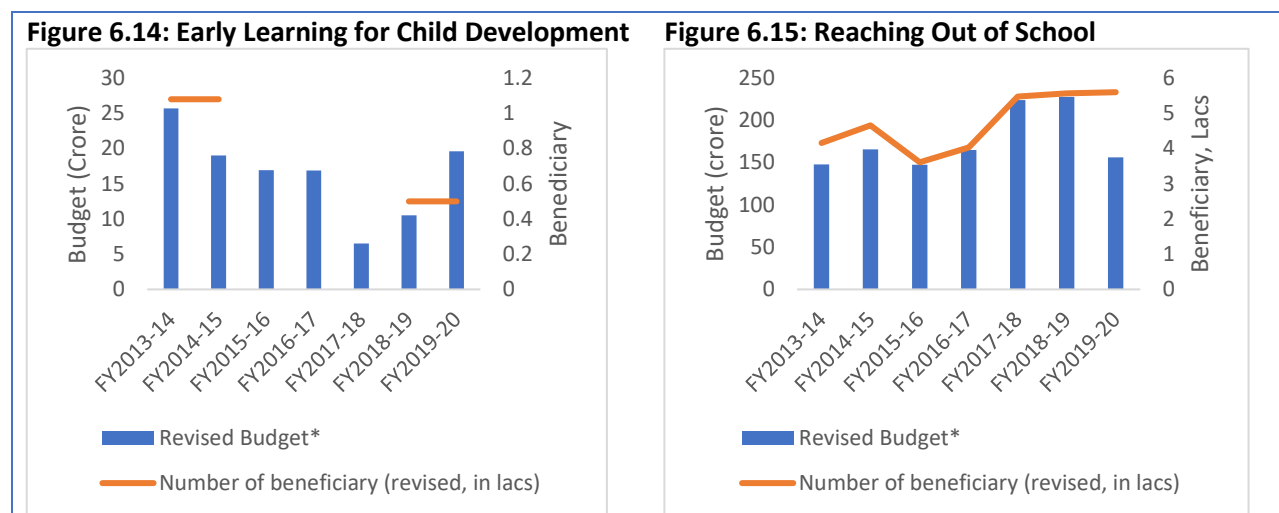 Figure 6.14: Early Learning for Child Development
30
25
20
15
10
5
0
Budget (Crore)
1.2
1
0.8
0.6
0.4
0.2
0
Benediciary
FY2013-14
FY2014-15
FY2015-16
FY2016-17
FY2017-18
FY2018-19
FY2019-20
Revised Budget*
Number of beneficiary (revised, in lacs)
Figure 6.15: Reaching Out of School
250
200
150
100
50
0
Budget (crore)
6
5
4
3
2
1
0
Beneficiary, Lacs
FY2013-14
FY2014-15
FY2015-16
FY2016-17
FY2017-18
FY2018-19
FY2019-20
Revised Budget*
Number of beneficiary (revised, in lacs)